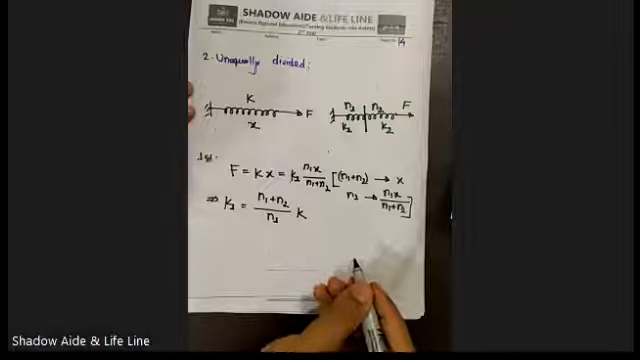 SHADOW AIDE & LIFE LINE
2. Unequally divided:
K
F
x
n₁ n₂ F
k₁ k₂
1st:
F = Kx = k₁ n₁x/(n₁+n₂) [(n₁+n₂) → x
n₁ → n₁x/(n₁+n₂)]
⇒ k₁ = (n₁+n₂)/n₁ K
Shadow Aide & Life Line